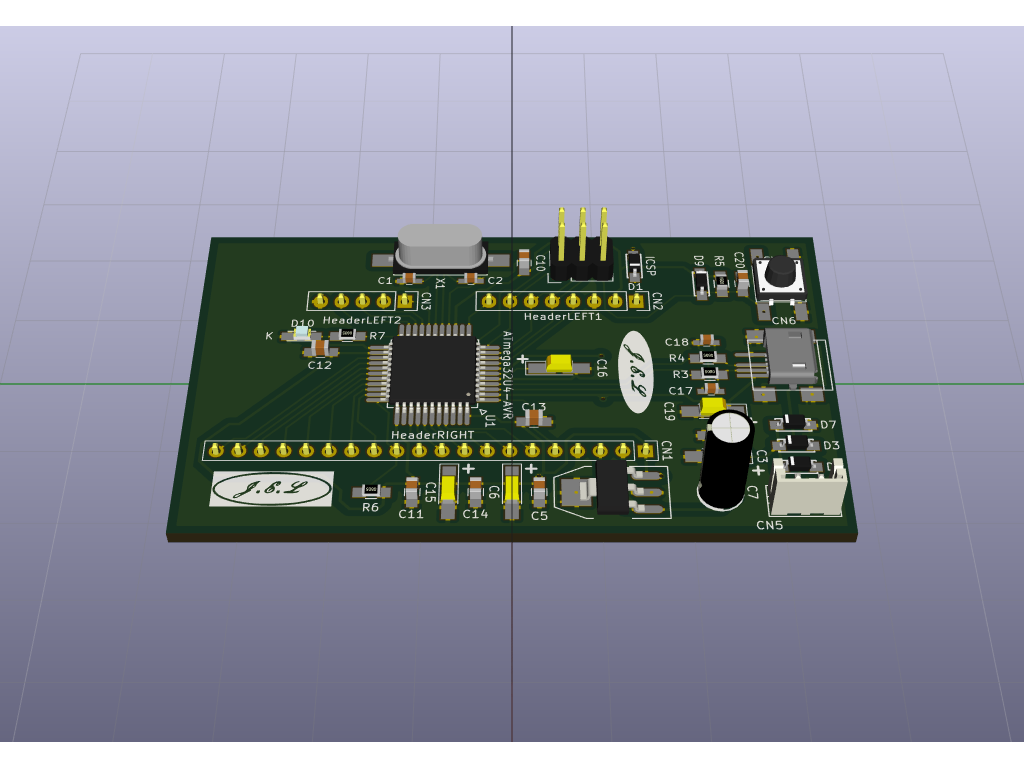 C10
ICSP
D1
D9
R5
C20
C1
X1
C2
CN3
CN2
HeaderLEFT2
HeaderLEFT1
CN6
K
D10
R7
C12
ATmega32U4-AVR
U1
C16
J.E.L
C18
R4
R3
C17
C19
C13
D7
D3
HeaderRIGHT
CN1
C3
C7
J.E.L
R6
C11
C15
C14
C6
C5
CN5